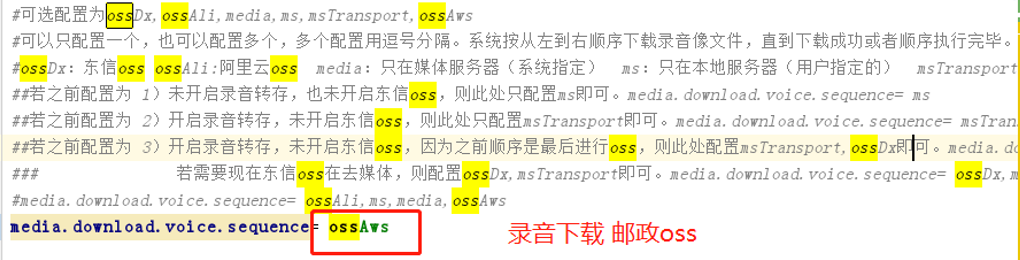 #可选配置为ossDx,ossAli,media,ms,msTransport,ossAws
#可以只配置一个，也可以配置多个，多个配置用逗号分隔。系统按从左到右顺序下载录音像文件，直到下载成功或者顺序执行完毕。
#ossDx：东信oss ossAli:阿里云oss  media：只在媒体服务器（系统指定）  ms：只在本地服务器（用户指定的）  msTransport
##若之前配置为 1）未开启录音转存，也未开启东信oss，则此处只配置ms即可。media.download.voice.sequence= ms
##若之前配置为 2）开启录音转存，未开启东信oss，则此处只配置msTransport即可。media.download.voice.sequence= msTran
##若之前配置为 3）开启录音转存，未开启东信oss，因为之前顺序是最后进行oss，则此处配置msTransport,ossDx即可。media.do
###  若需要现在东信oss在去媒体，则配置ossDx,msTransport即可。media.download.voice.sequence= ossDx,m
#media.download.voice.sequence= ossAli,ms,media,ossAws
media.download.voice.sequence= ossAws
录音下载 邮政oss